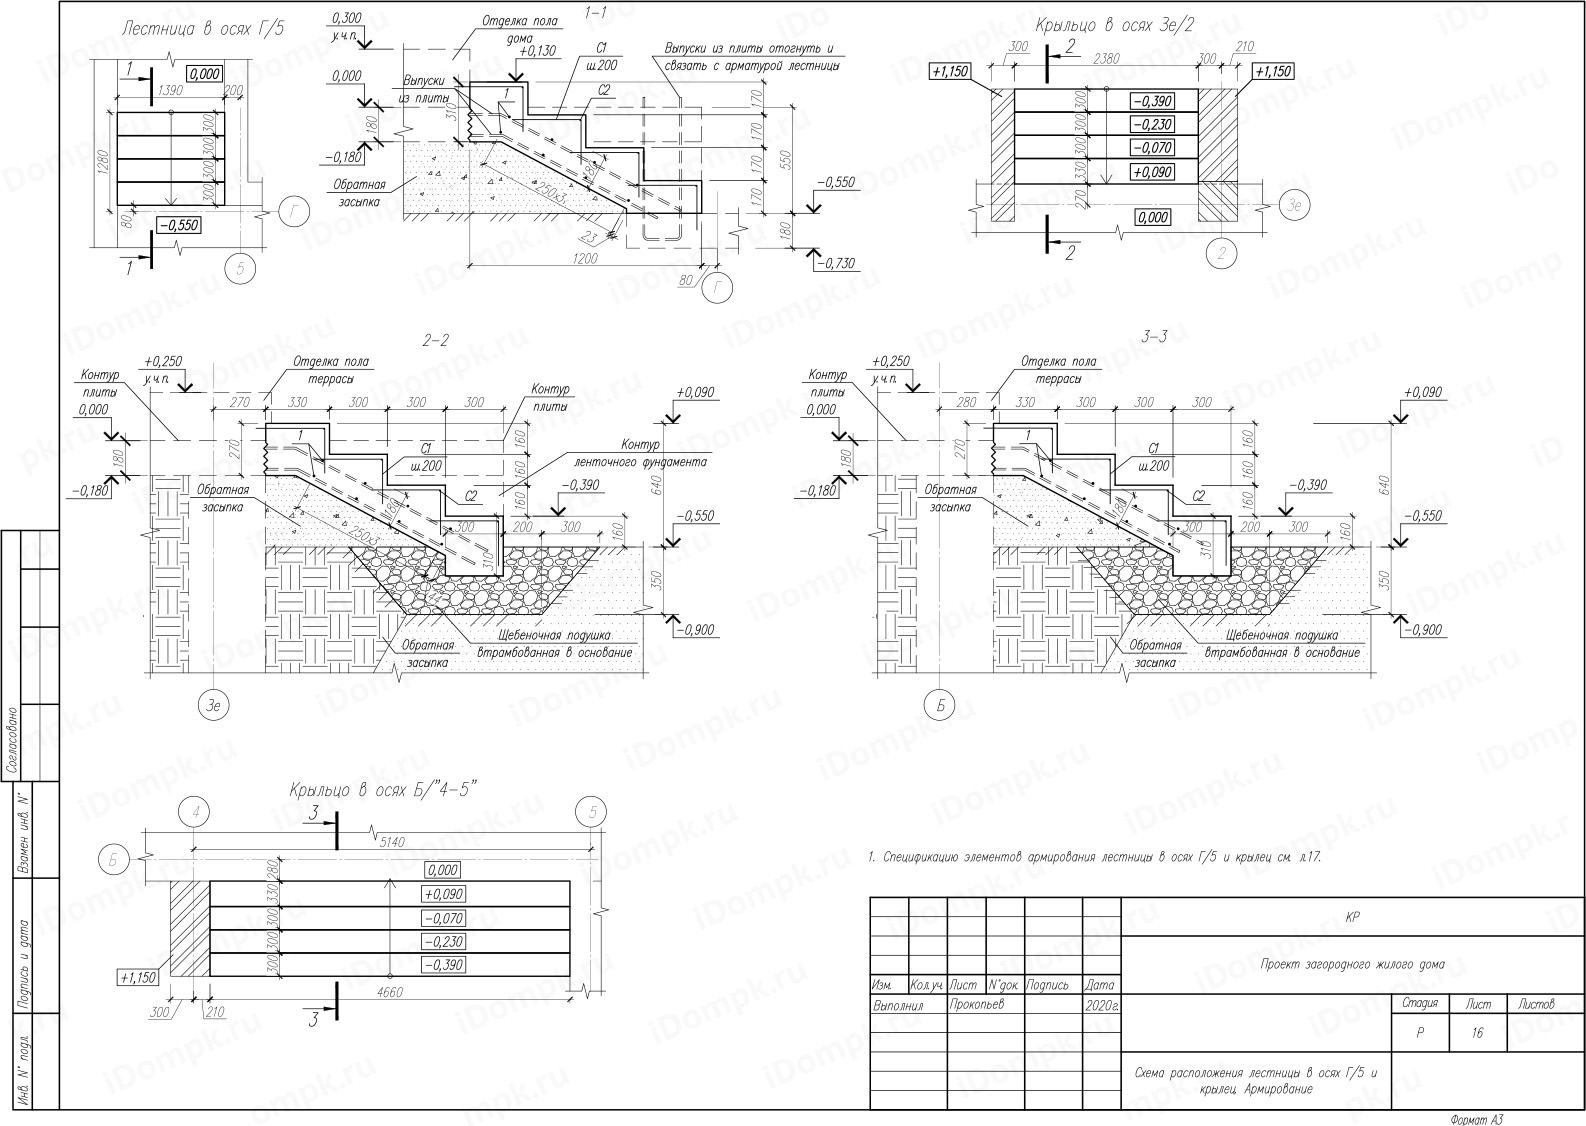 Лестница в осях Г/5
1
0,000
1390
200
300
300
300
300
1280
80
-0,550
1
Г
5
1-1
0,300
у.ч.п.
Отделка пола
дома
+0,130
С1
ш.200
С2
Выпуски из плиты отогнуть и
связать с арматурой лестницы
0,000
Выпуски
из плиты
1
310
180
-0,180
Обратная
засыпка
180
250х3
23
1200
80
Г
170
170
170
170
550
180
-0,550
-0,730
Крыльцо в осях 3е/2
300
2
2380
300
210
+1,150
+1,150
300
300
300
330
270
-0,390
-0,230
-0,070
+0,090
0,000
2
3е
2
2-2
+0,250
у.ч.п.
Отделка пола
террасы
Контур
плиты
0,000
270
330
300
300
300
Контур
плиты
+0,090
180
270
1
С1
ш.200
С2
160
160
160
Контур
ленточного фундамента
-0,180
Обратная
засыпка
180
250х3
44
300
200
300
310
-0,390
160
640
-0,550
350
-0,900
Обратная
засыпка
Щебеночная подушка
втрамбованная в основание
3е
3-3
+0,250
у.ч.п.
Отделка пола
террасы
Контур
плиты
0,000
280
330
300
300
300
+0,090
180
270
1
С1
ш.200
С2
160
160
160
-0,180
Обратная
засыпка
180
300
200
300
310
-0,390
160
640
-0,550
350
-0,900
Обратная
засыпка
Щебеночная подушка
втрамбованная в основание
Б
Крыльцо в осях Б/"4-5"
4
3
5
5140
Б
280
330
300
300
300
0,000
+0,090
-0,070
-0,230
-0,390
+1,150
4660
300
210
3
1. Спецификацию элементов армирования лестницы в осях Г/5 и крылец см. л.17.
КР
Проект загородного жилого дома
Изм.
Кол.уч.
Лист
N°док.
Подпись
Дата
Выполнил
Прокопьев
2020г.
Стадия
Лист
Листов
Р
16
Схема расположения лестницы в осях Г/5 и
крылец. Армирование
Формат А3
Согласовано
Взамен инв. N°
Подпись и дата
Инв. N° подл.
iDompk.ru